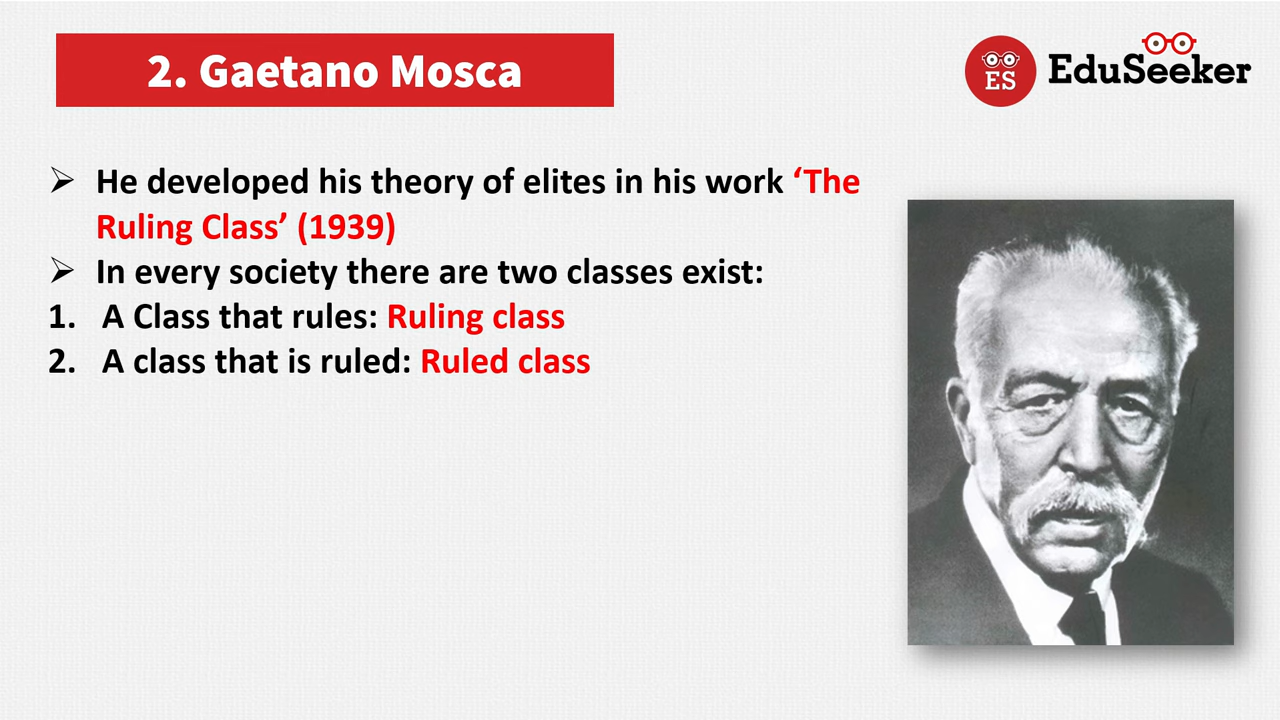 2. Gaetano Mosca
ES
EduSeeker
➢ He developed his theory of elites in his work ‘The
Ruling Class’ (1939)
➢ In every society there are two classes exist:
1. A Class that rules: Ruling class
2. A class that is ruled: Ruled class